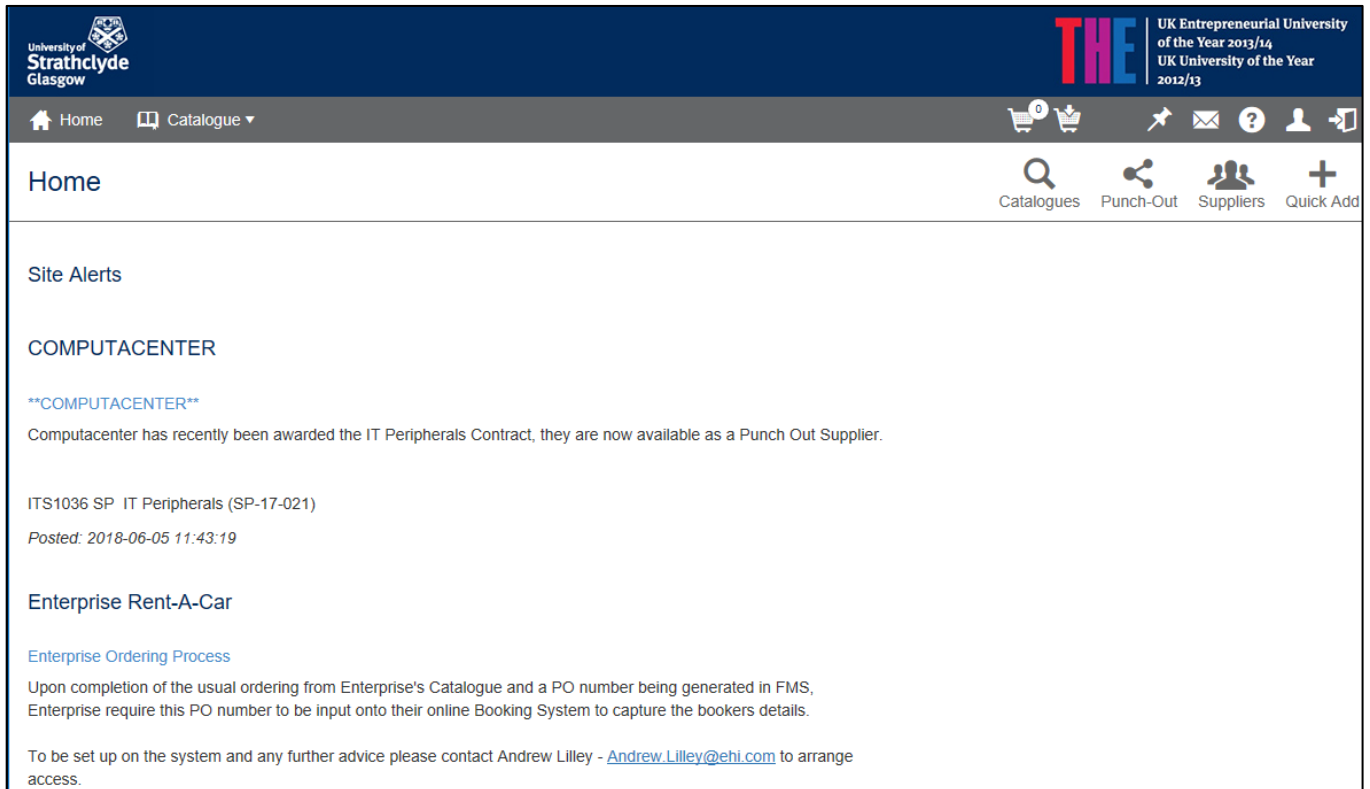 University of
Strathclyde
Glasgow
THE
UK Entrepreneurial University
of the Year 2013/14
UK University of the Year
2012/13
Home
Catalogue
0
?
Home
Catalogues
Punch-Out
Suppliers
Quick Add
Site Alerts
COMPUTACENTER
**COMPUTACENTER**
Computacenter has recently been awarded the IT Peripherals Contract, they are now available as a Punch Out Supplier.
ITS1036 SP IT Peripherals (SP-17-021)
Posted: 2018-06-05 11:43:19
Enterprise Rent-A-Car
Enterprise Ordering Process
Upon completion of the usual ordering from Enterprise's Catalogue and a PO number being generated in FMS,
Enterprise require this PO number to be input onto their online Booking System to capture the bookers details.
To be set up on the system and any further advice please contact Andrew Lilley - Andrew.Lilley@ehi.com to arrange
access.